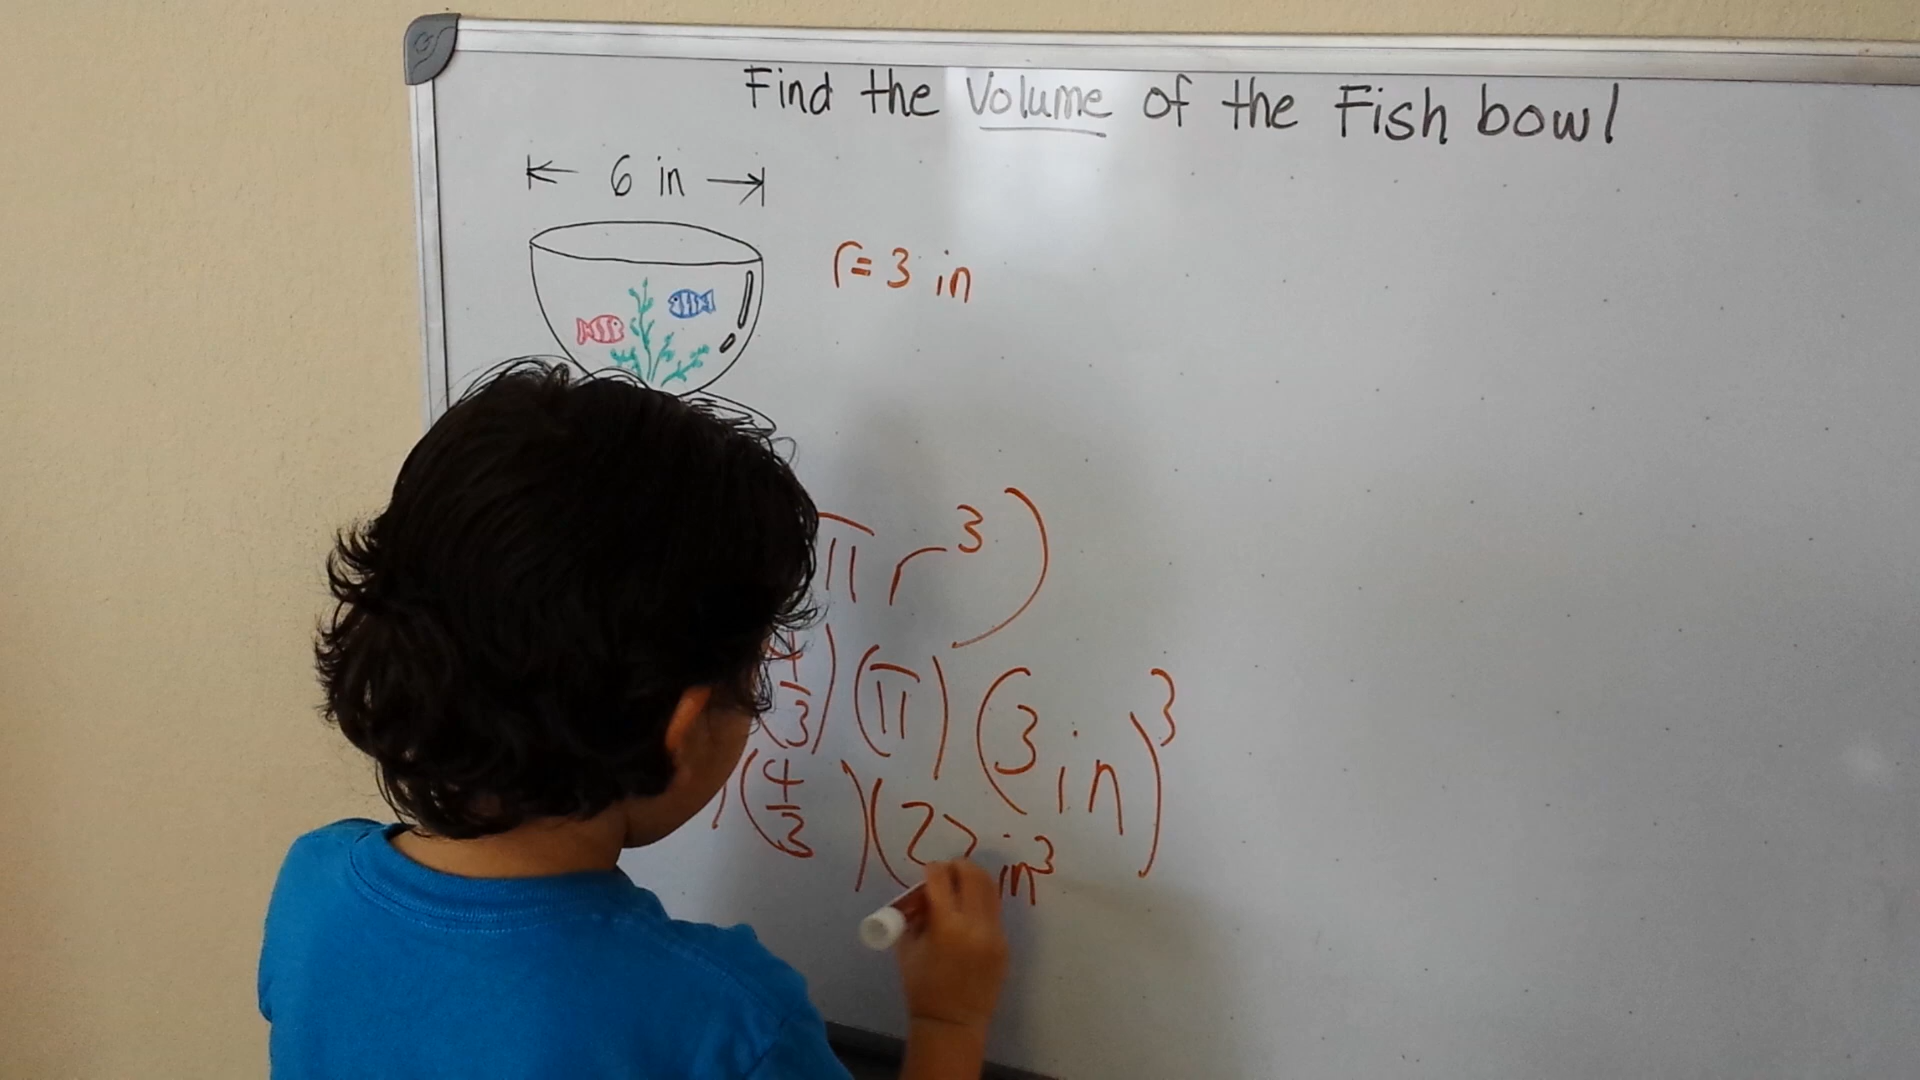 Find the Volume of the Fish bowl
6 in
r = 3 in
π r³)
(4/3) (π) (3 in)³
)(4/3)(27 in³